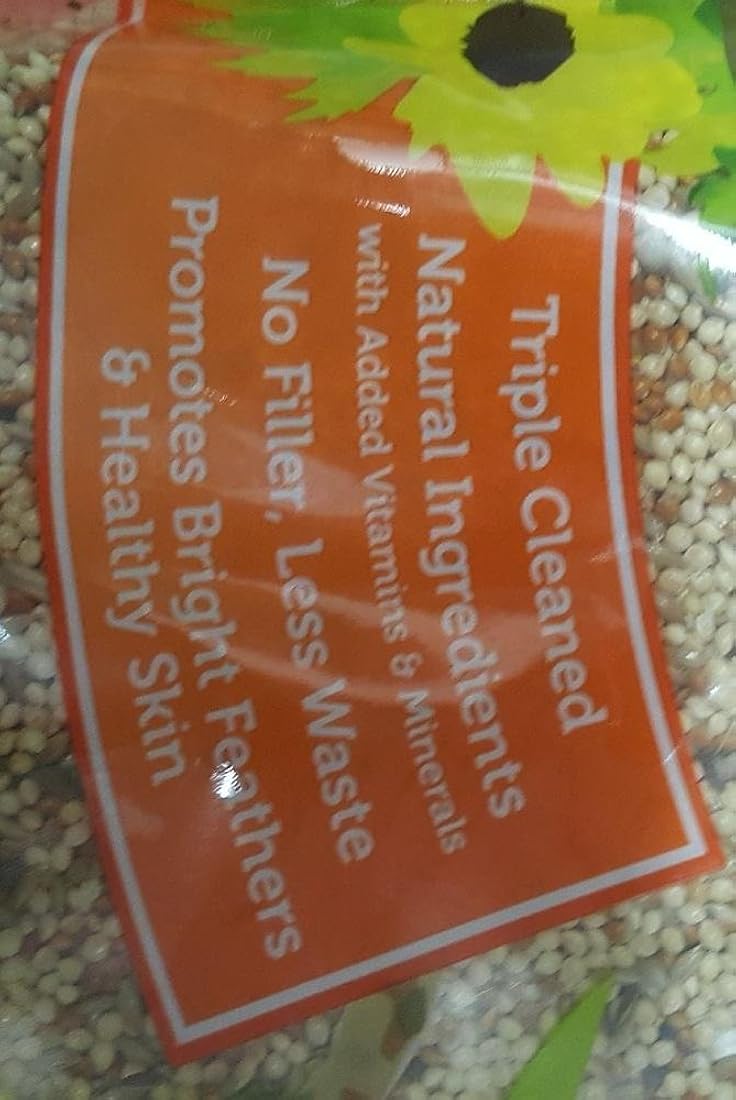 Triple Cleaned
Natural Ingredients
with Added Vitamins & Minerals
No Filler, Less Waste
Promotes Bright Feathers
& Healthy Skin